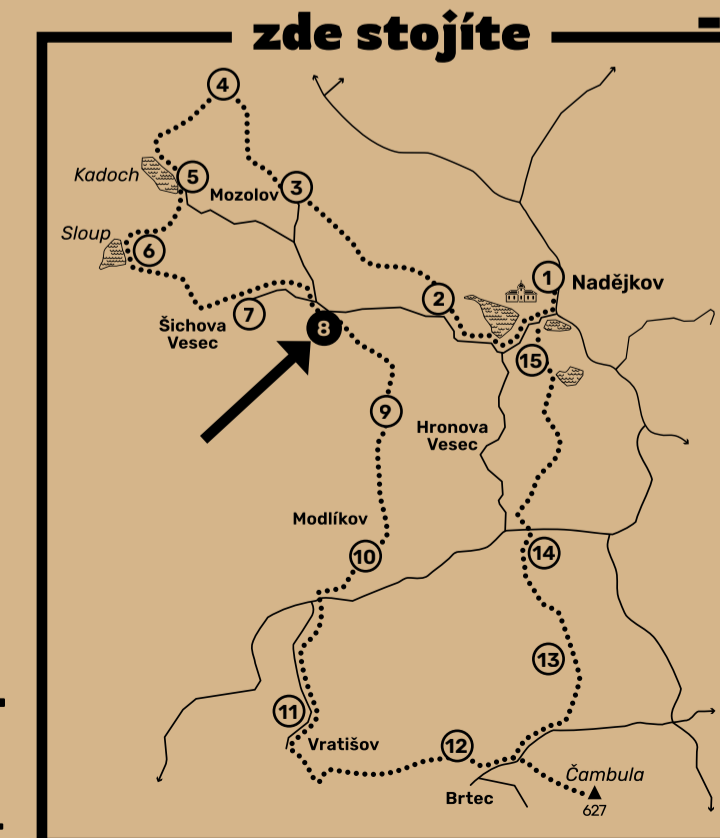 zde stojíte
4
Kadoch
5
Mozolov
3
Sloup
6
1
Nadějkov
2
7
Šichova
Vesec
8
15
9
Hronova
Vesec
Modlíkov
10
14
13
11
Vratišov
12
Čambula
627
Brtec